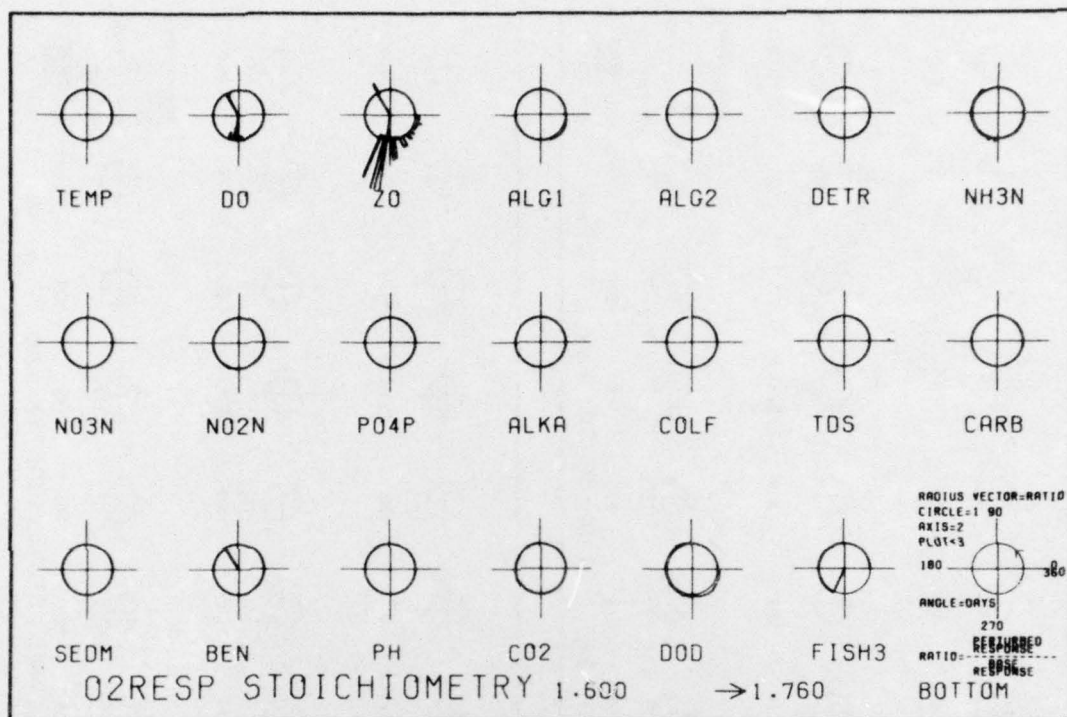 TEMP DO ZO ALG1 ALG2 DETR NH3N
NO3N NO2N PO4P ALKA COLF TDS CARB
RADIUS VECTOR=RATIO
CIRCLE=1 90
AXIS=2
PLOT<3
180 0
360
ANGLE=DAYS
270
SEDM BEN PH CO2 DOD FISH3
PERTURBED
RESPONSE
RATIO=----------
BASE
RESPONSE
O2RESP STOICHIOMETRY 1.600 →1.760 BOTTOM